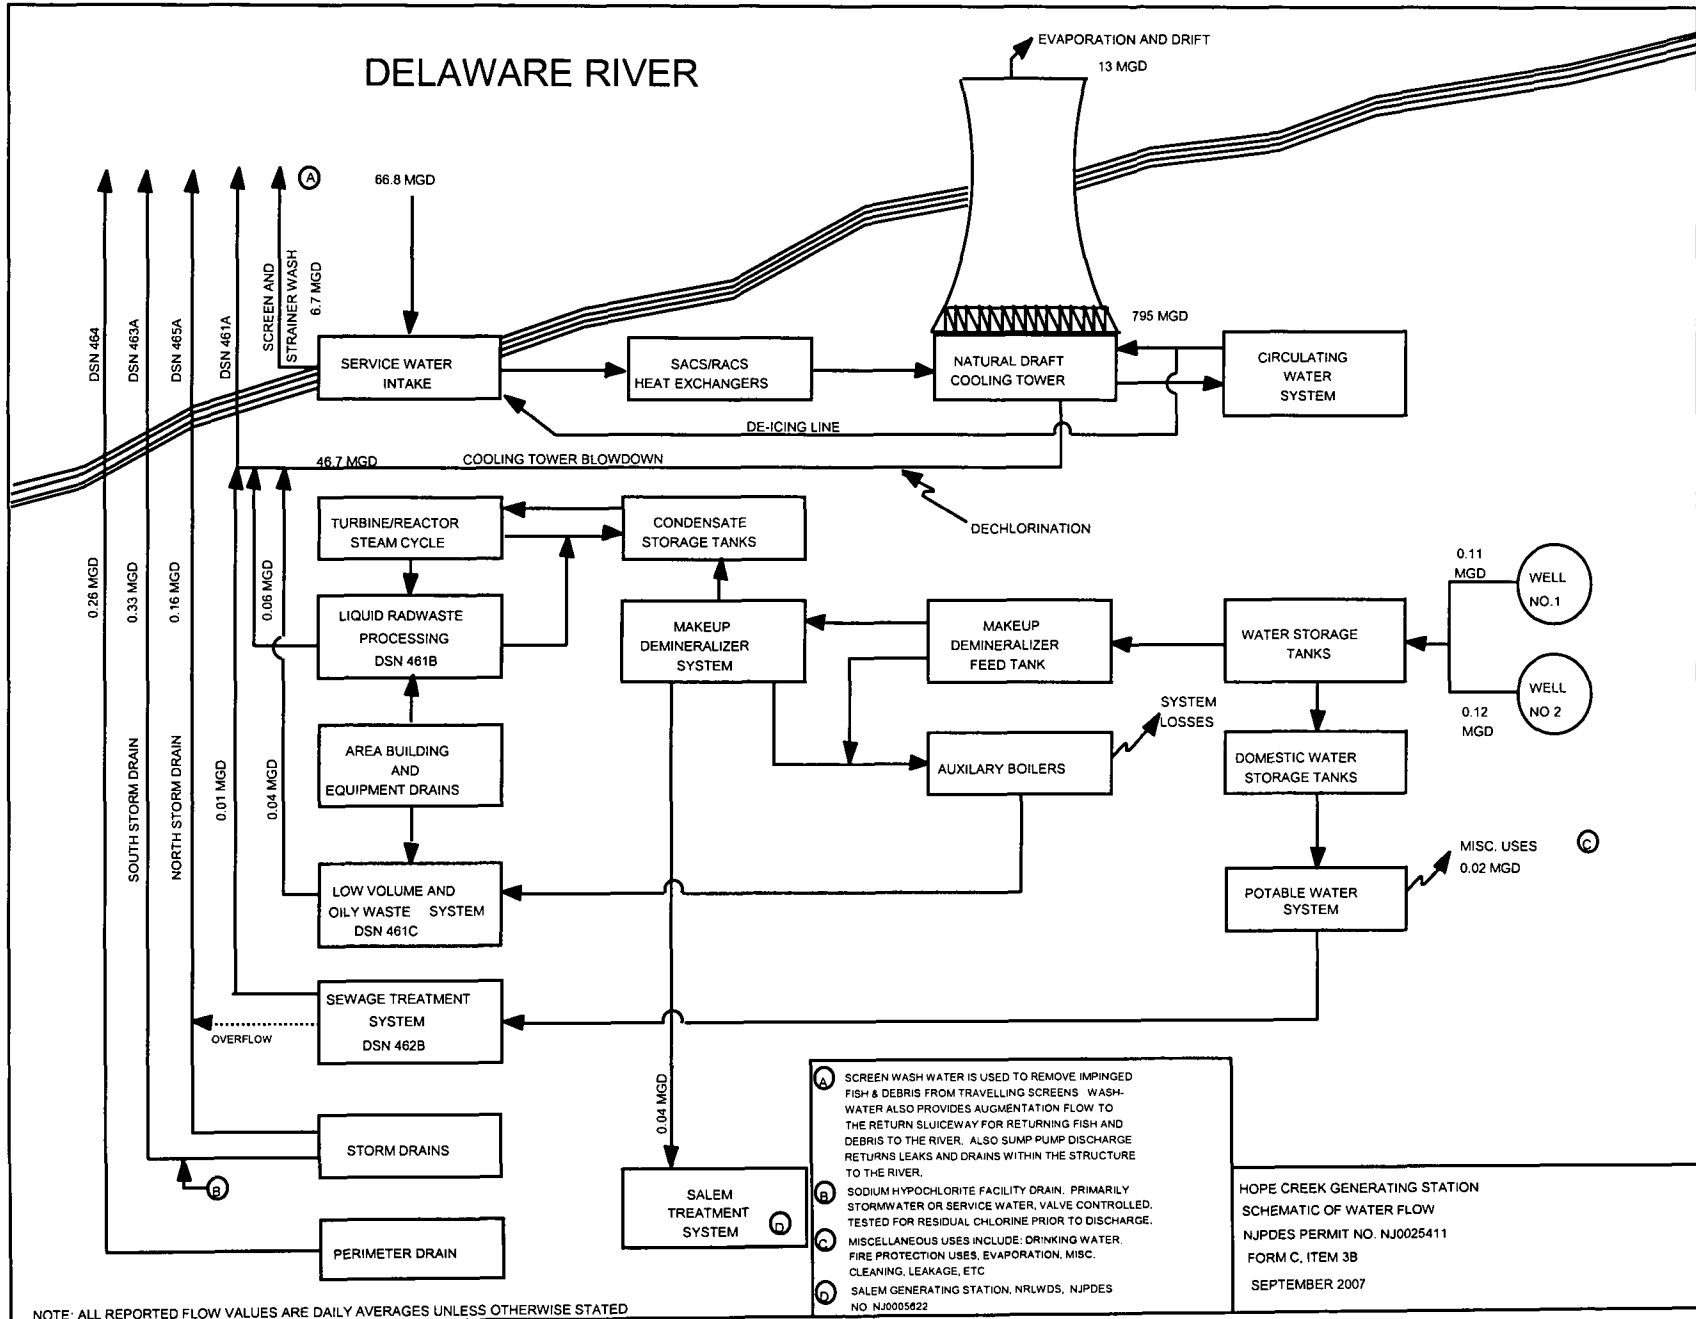 DELAWARE RIVER
EVAPORATION AND DRIFT
13 MGD
A
66.8 MGD
SCREEN AND
STRAINER WASH
6.7 MGD
DSN 464
DSN 463A
DSN 465A
DSN 461A
795 MGD
SERVICE WATER
INTAKE
SACS/RACS
HEAT EXCHANGERS
NATURAL DRAFT
COOLING TOWER
CIRCULATING
WATER
SYSTEM
DE-ICING LINE
46.7 MGD
COOLING TOWER BLOWDOWN
DECHLORINATION
TURBINE/REACTOR
STEAM CYCLE
CONDENSATE
STORAGE TANKS
0.26 MGD
0.33 MGD
0.16 MGD
0.06 MGD
LIQUID RADWASTE
PROCESSING
DSN 461B
MAKEUP
DEMINERALIZER
SYSTEM
MAKEUP
DEMINERALIZER
FEED TANK
WATER STORAGE
TANKS
0.11
MGD
WELL
NO.1
WELL
NO 2
0.12
MGD
SYSTEM
LOSSES
SOUTH STORM DRAIN
NORTH STORM DRAIN
0.01 MGD
0.04 MGD
AREA BUILDING
AND
EQUIPMENT DRAINS
AUXILARY BOILERS
DOMESTIC WATER
STORAGE TANKS
MISC. USES
0.02 MGD
C
LOW VOLUME AND
OILY WASTE SYSTEM
DSN 461C
POTABLE WATER
SYSTEM
SEWAGE TREATMENT
SYSTEM
DSN 462B
OVERFLOW
0.04 MGD
STORM DRAINS
B
SALEM
TREATMENT
SYSTEM
D
PERIMETER DRAIN
A
SCREEN WASH WATER IS USED TO REMOVE IMPINGED
FISH & DEBRIS FROM TRAVELLING SCREENS WASH-
WATER ALSO PROVIDES AUGMENTATION FLOW TO
THE RETURN SLUICEWAY FOR RETURNING FISH AND
DEBRIS TO THE RIVER. ALSO SUMP PUMP DISCHARGE
RETURNS LEAKS AND DRAINS WITHIN THE STRUCTURE
TO THE RIVER.
B
SODIUM HYPOCHLORITE FACILITY DRAIN. PRIMARILY
STORMWATER OR SERVICE WATER, VALVE CONTROLLED.
TESTED FOR RESIDUAL CHLORINE PRIOR TO DISCHARGE.
C
MISCELLANEOUS USES INCLUDE: DRINKING WATER.
FIRE PROTECTION USES, EVAPORATION, MISC.
CLEANING, LEAKAGE, ETC
D
SALEM GENERATING STATION, NRLWDS, NJPDES
NO NJ0005622
HOPE CREEK GENERATING STATION
SCHEMATIC OF WATER FLOW
NJPDES PERMIT NO. NJ0025411
FORM C, ITEM 3B
SEPTEMBER 2007
NOTE: ALL REPORTED FLOW VALUES ARE DAILY AVERAGES UNLESS OTHERWISE STATED